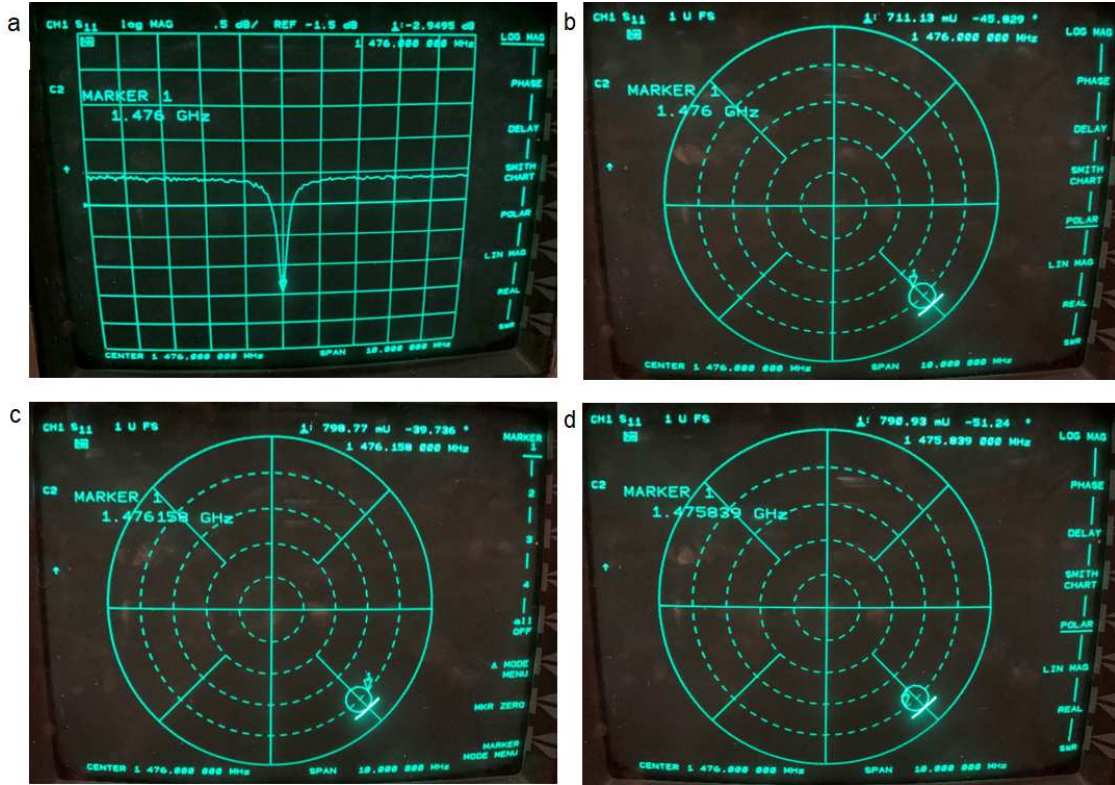 a
CH1 S11 log MAG .5 dB/ REF -1.5 dB 1: -2.9495 dB
1 476.000 000 MHz
C2
MARKER 1
1.476 GHz
LOG MAG
PHASE
DELAY
SMITH
CHART
POLAR
LIN MAG
REAL
SWR
CENTER 1 476.000 000 MHz SPAN 10.000 000 MHz
b
CH1 S11 1 U FS 1: 711.13 mU -45.829 °
1 476.000 000 MHz
C2
MARKER 1
1.476 GHz
LOG MAG
PHASE
DELAY
SMITH
CHART
POLAR
LIN MAG
REAL
SWR
CENTER 1 476.000 000 MHz SPAN 10.000 000 MHz
c
CH1 S11 1 U FS 1: 798.77 mU -39.736 °
1 476.158 000 MHz
C2
MARKER 1
1.476158 GHz
MARKER
1
2
3
4
all
OFF
Δ MODE
MENU
MKR ZERO
MARKER
MODE MENU
CENTER 1 476.000 000 MHz SPAN 10.000 000 MHz
d
CH1 S11 1 U FS 1: 790.93 mU -51.24 °
1 475.839 000 MHz
C2
MARKER 1
1.475839 GHz
LOG MAG
PHASE
DELAY
SMITH
CHART
POLAR
LIN MAG
REAL
SWR
CENTER 1 476.000 000 MHz SPAN 10.000 000 MHz